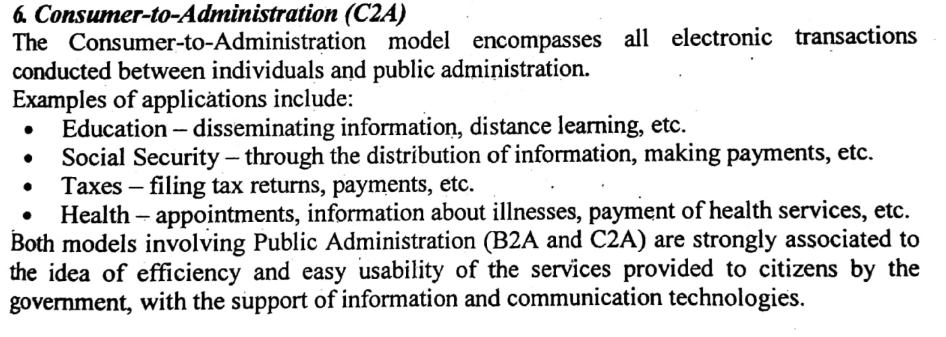 6. Consumer-to-Administration (C2A)
The Consumer-to-Administration model encompasses all electronic transactions
conducted between individuals and public administration.
Examples of applications include:
• Education – disseminating information, distance learning, etc.
• Social Security – through the distribution of information, making payments, etc.
• Taxes – filing tax returns, payments, etc.
• Health – appointments, information about illnesses, payment of health services, etc.
Both models involving Public Administration (B2A and C2A) are strongly associated to
the idea of efficiency and easy usability of the services provided to citizens by the
government, with the support of information and communication technologies.